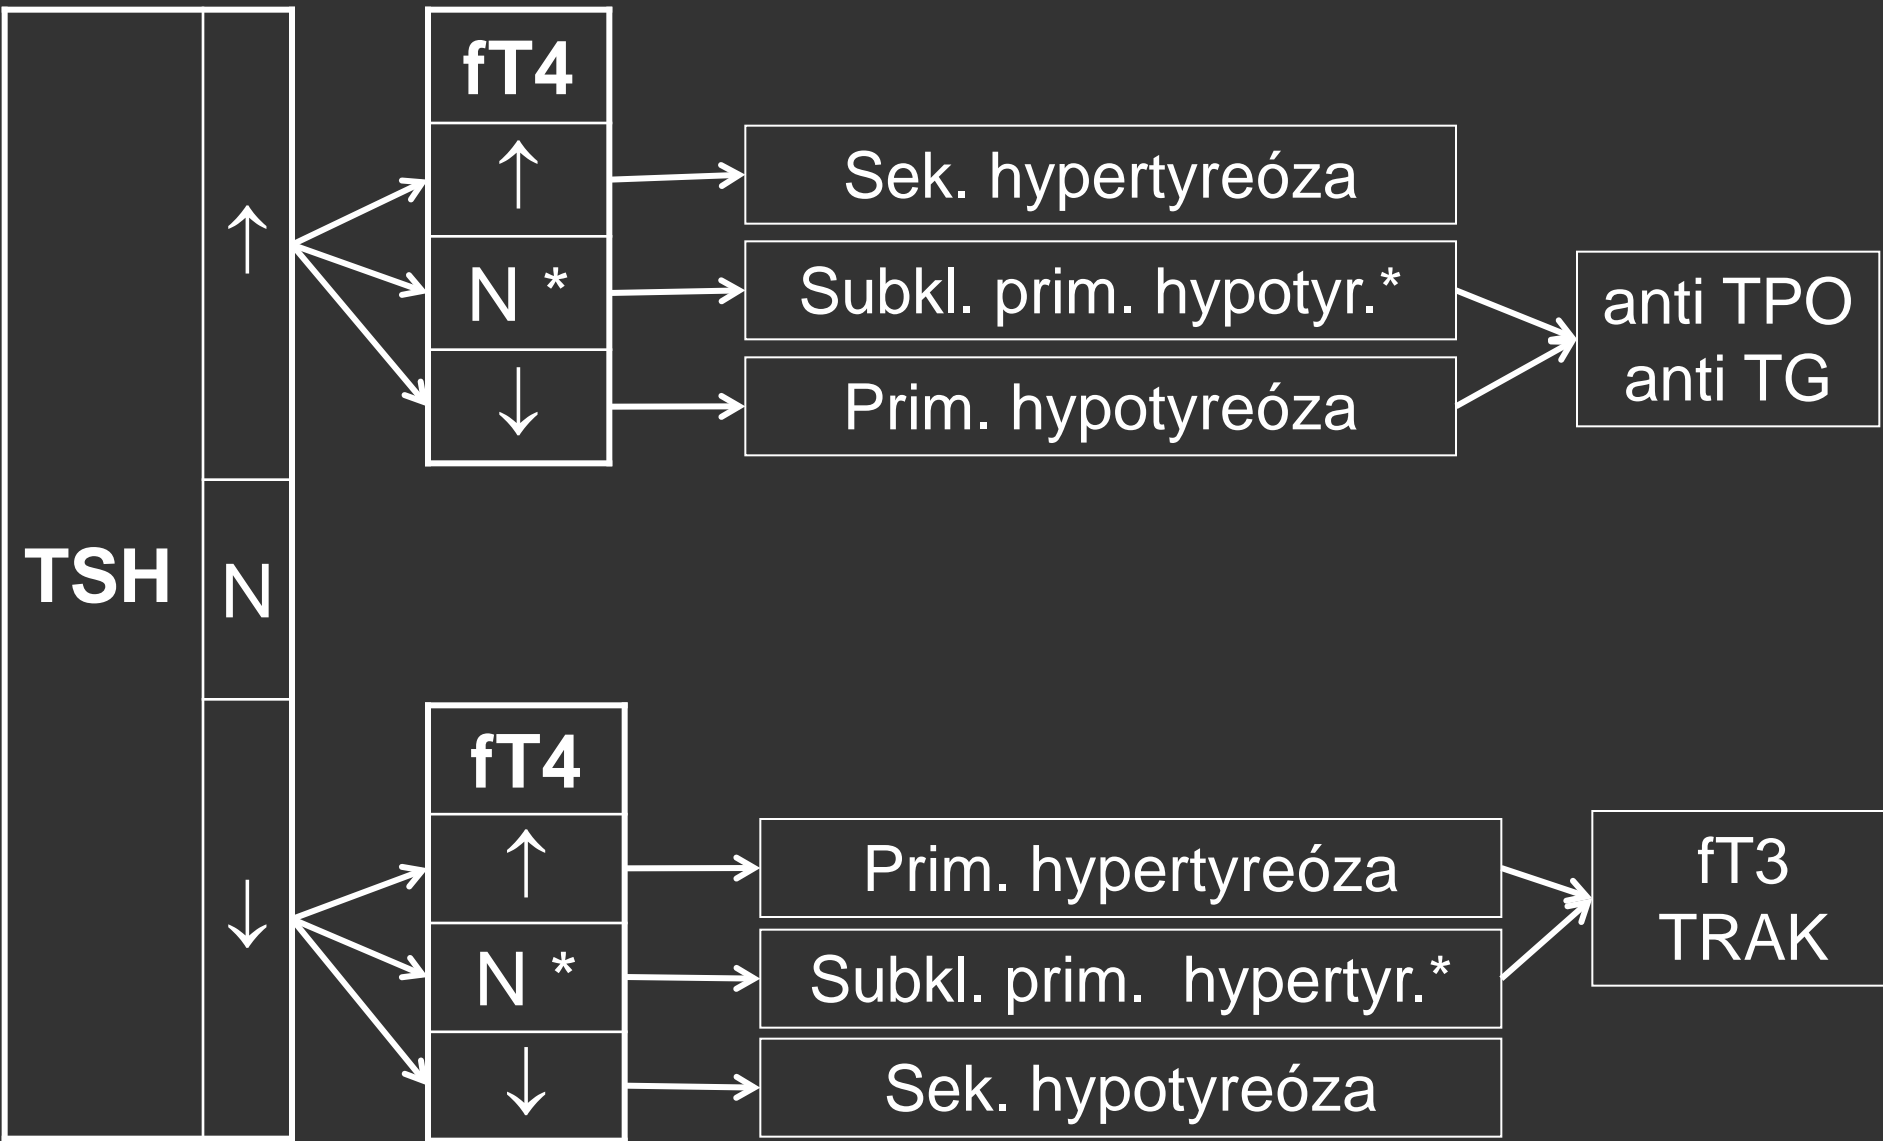 TSH
↑
N
↓
fT4
↑
N *
↓
Sek. hypertyreóza
Subkl. prim. hypotyr.*
Prim. hypotyreóza
anti TPO
anti TG
fT4
↑
N *
↓
Prim. hypertyreóza
Subkl. prim. hypertyr.*
Sek. hypotyreóza
fT3
TRAK